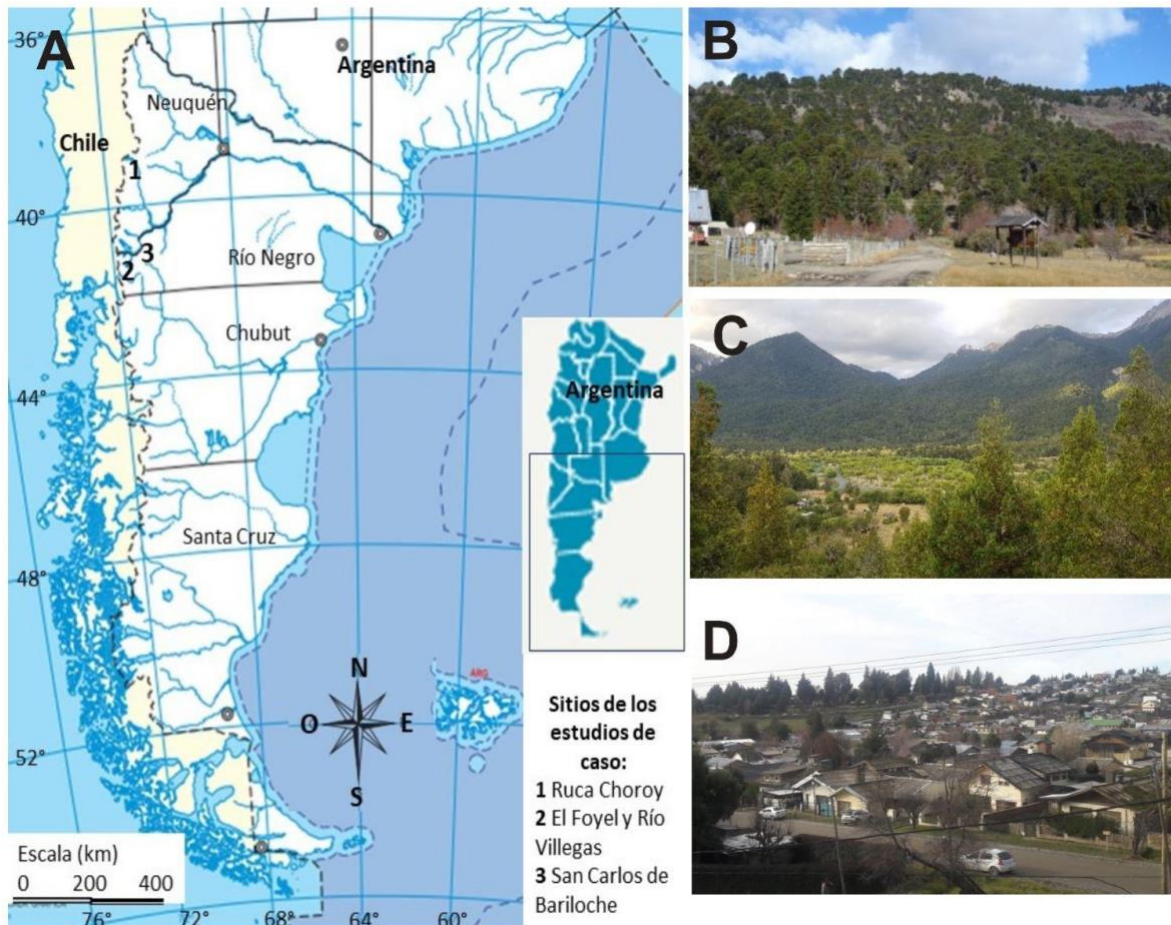 A
36°
Argentina
Neuquén
Chile
1
40°
3
2
Río Negro
Chubut
44°
Santa Cruz
48°
52°
Escala (km)
0 200 400
76° 72° 68° 64° 60°
N
O E
S
ARG
Argentina
Sitios de los
estudios de
caso:
1 Ruca Choroy
2 El Foyel y Río
Villegas
3 San Carlos de
Bariloche
B
C
D